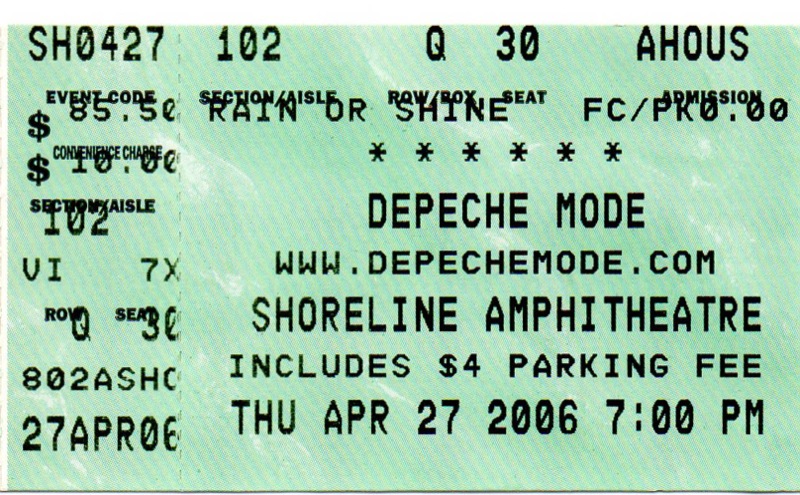 SH0427 102 Q 30 AHOUS
EVENT CODE SECTION/AISLE ROW/BOX SEAT ADMISSION
$ 85.50 RAIN OR SHINE FC/PK0.00
CONVENIENCE CHARGE
$ 10.00 * * * * * *
SECTION/AISLE
102 DEPECHE MODE
VI 7X WWW.DEPECHEMODE.COM
ROW SEAT
Q 30 SHORELINE AMPHITHEATRE
802ASHO INCLUDES $4 PARKING FEE
27APR06 THU APR 27 2006 7:00 PM